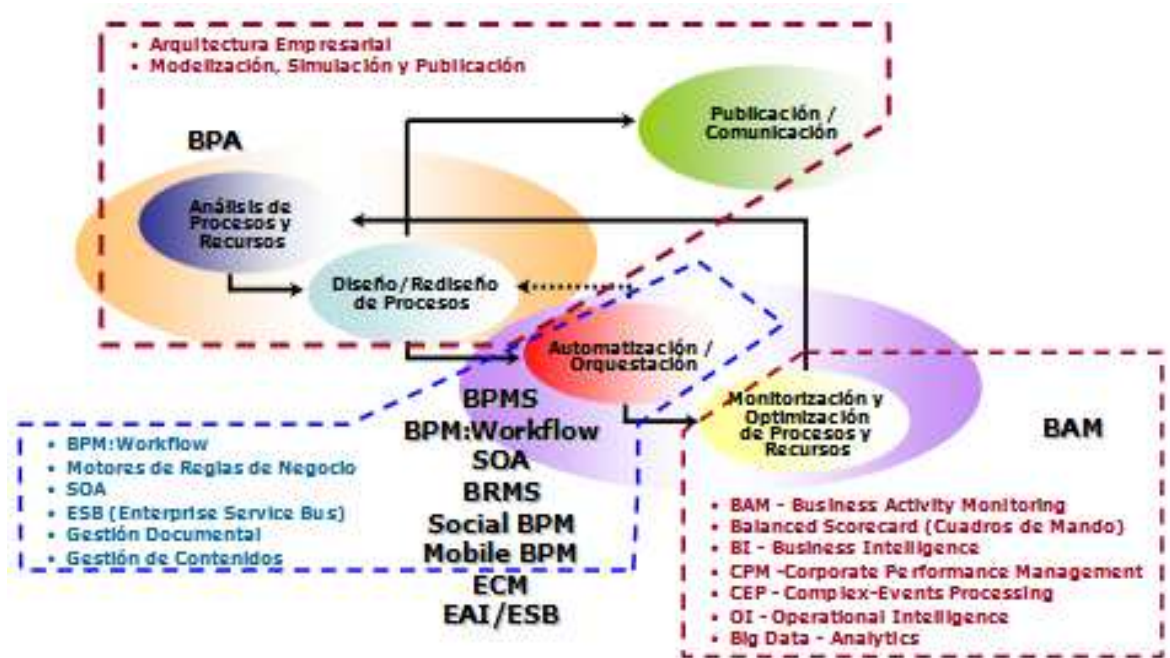 • Arquitectura Empresarial
• Modelización, Simulación y Publicación
Publicación /
Comunicación
BPA
Análisis de
Procesos y
Recursos
Diseño/Rediseño
de Procesos
Automatización /
Orquestación
Monitorización y
Optimización
de Procesos y
Recursos
BAM
BPMS
BPM:Workflow
SOA
BRMS
Social BPM
Mobile BPM
ECM
EAI/ESB
• BPM:Workflow
• Motores de Reglas de Negocio
• SOA
• ESB (Enterprise Service Bus)
• Gestión Documental
• Gestión de Contenidos
• BAM - Business Activity Monitoring
• Balanced Scorecard (Cuadros de Mando)
• BI - Business Intelligence
• CPM -Corporate Performance Management
• CEP - Complex-Events Processing
• OI - Operational Intelligence
• Big Data - Analytics